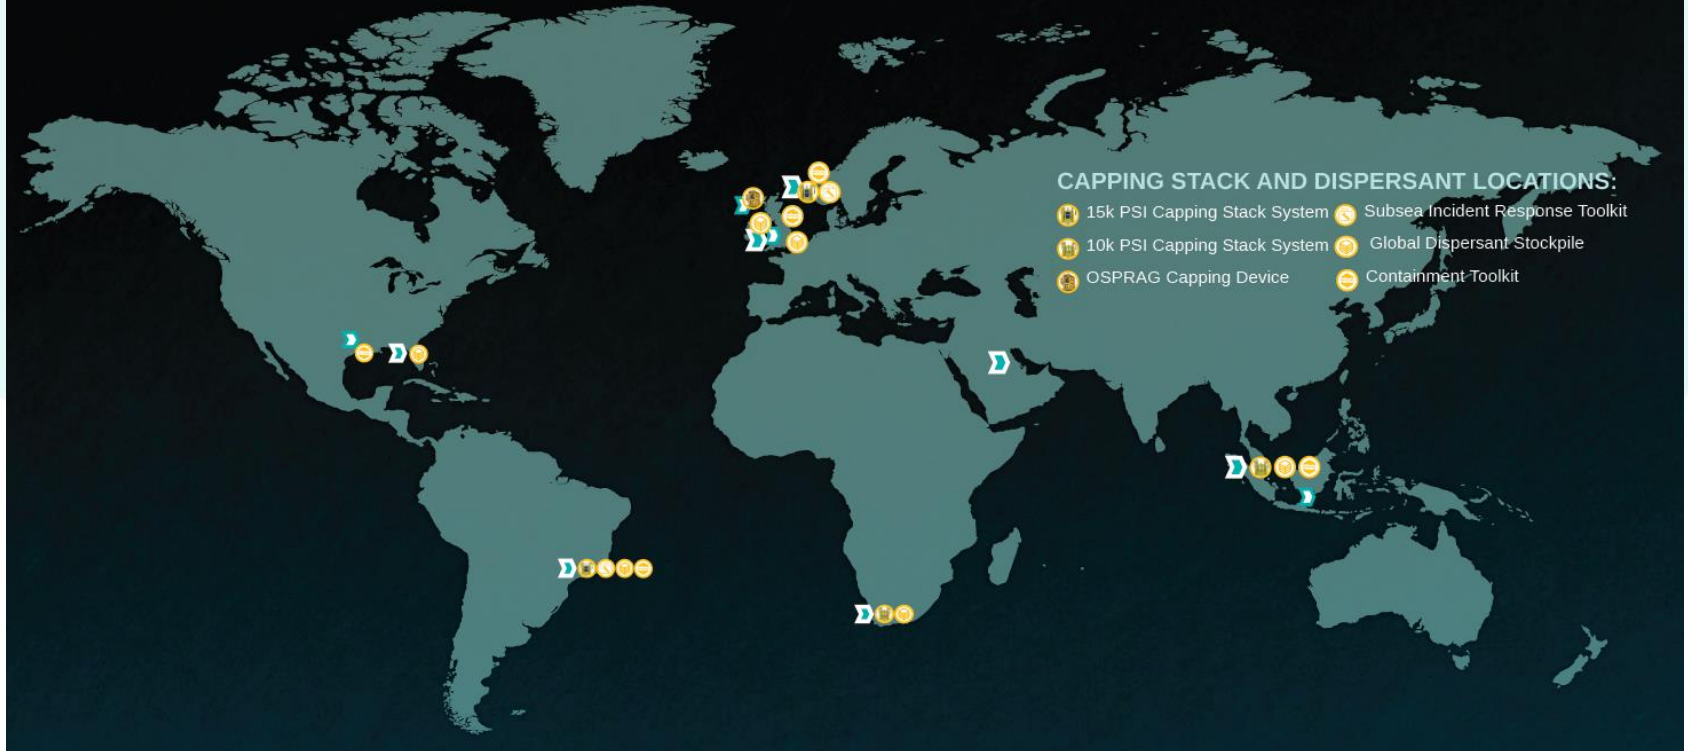 CAPPING STACK AND DISPERSANT LOCATIONS:
15k PSI Capping Stack System
Subsea Incident Response Toolkit
10k PSI Capping Stack System
Global Dispersant Stockpile
OSPRAG Capping Device
Containment Toolkit